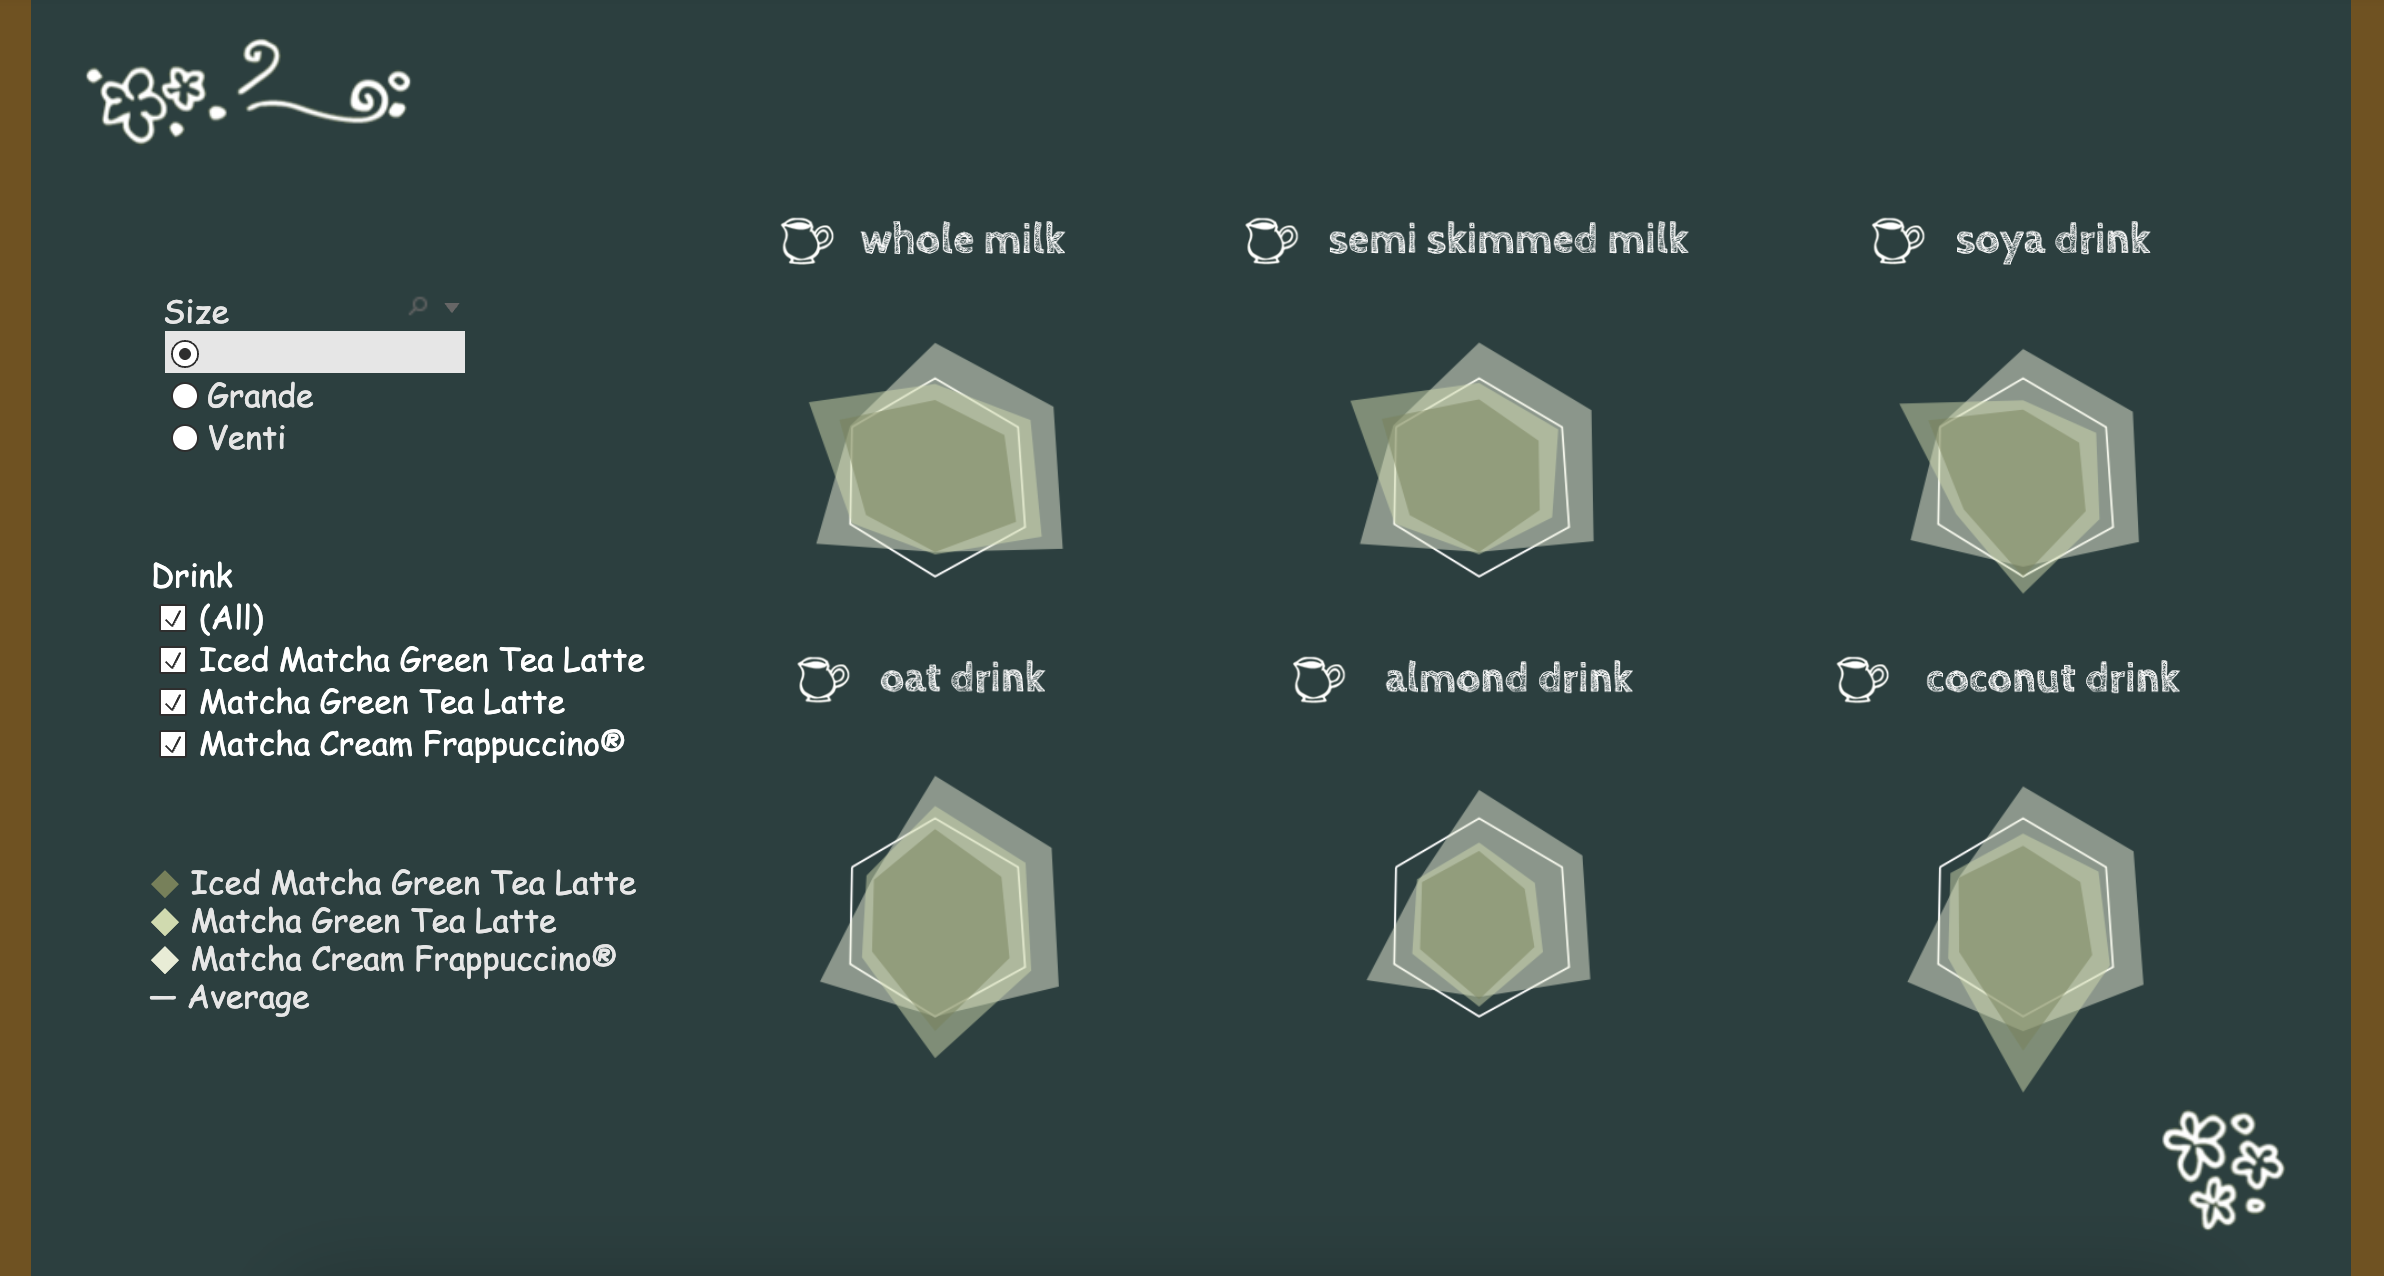 whole milk
semi skimmed milk
soya drink
Size
Grande
Venti
Drink
(All)
Iced Matcha Green Tea Latte
Matcha Green Tea Latte
Matcha Cream Frappuccino®
oat drink
almond drink
coconut drink
Iced Matcha Green Tea Latte
Matcha Green Tea Latte
Matcha Cream Frappuccino®
Average